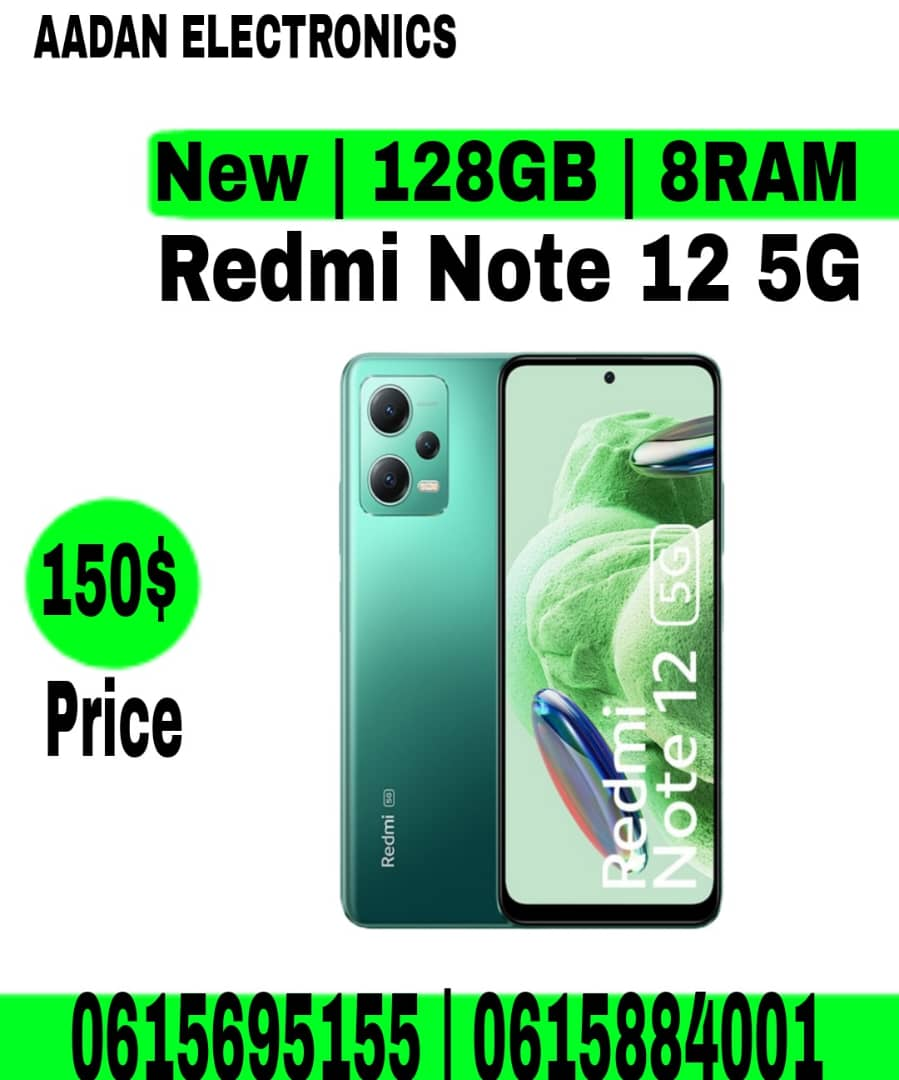 AADAN ELECTRONICS
New | 128GB | 8RAM
Redmi Note 12 5G
150$
Price
Redmi 5G
Redmi
Note 12 5G
0615695155 | 0615884001